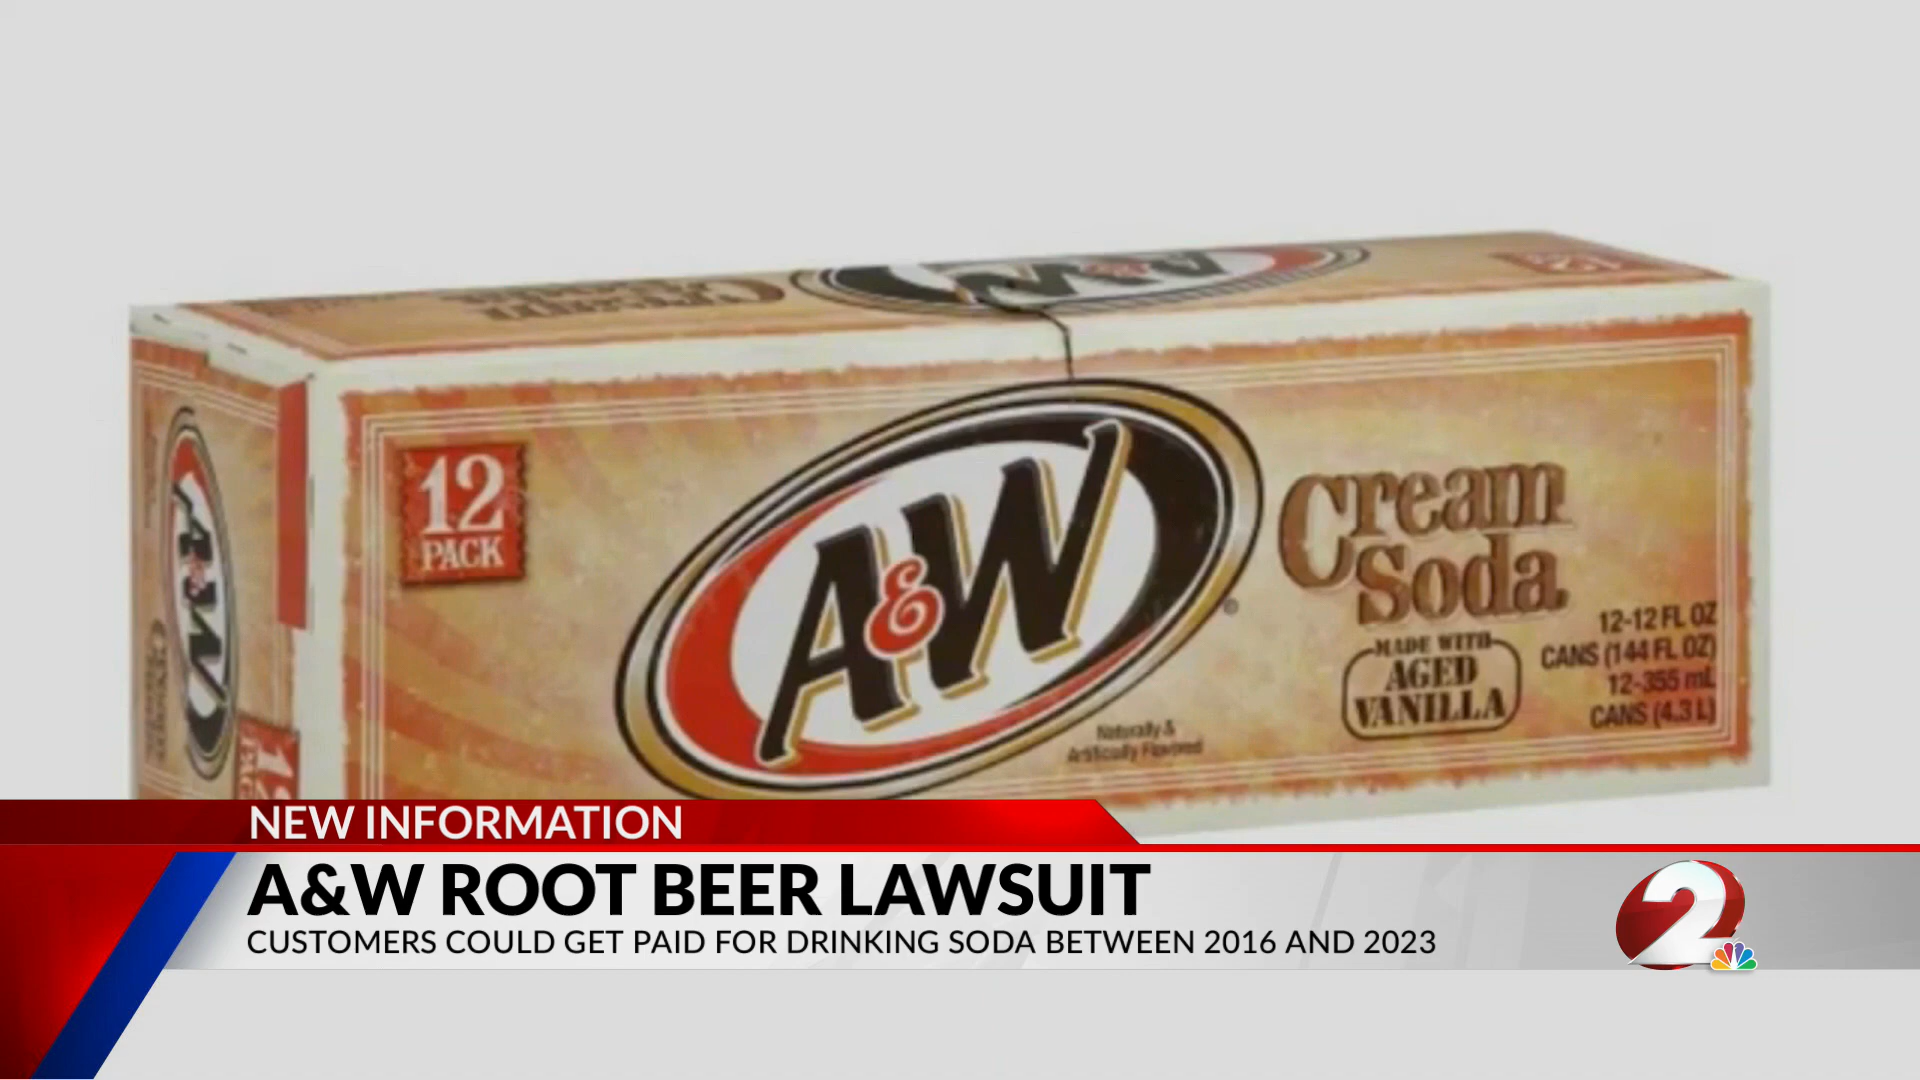 12
PACK
A&W
®
Cream
Soda
MADE WITH
AGED
VANILLA
Naturally &
Artificially Flavored
12-12 FL OZ
CANS (144 FL OZ)
12-355 mL
CANS (4.3 L)
A&W
A&W
NEW INFORMATION
A&W ROOT BEER LAWSUIT
CUSTOMERS COULD GET PAID FOR DRINKING SODA BETWEEN 2016 AND 2023
2